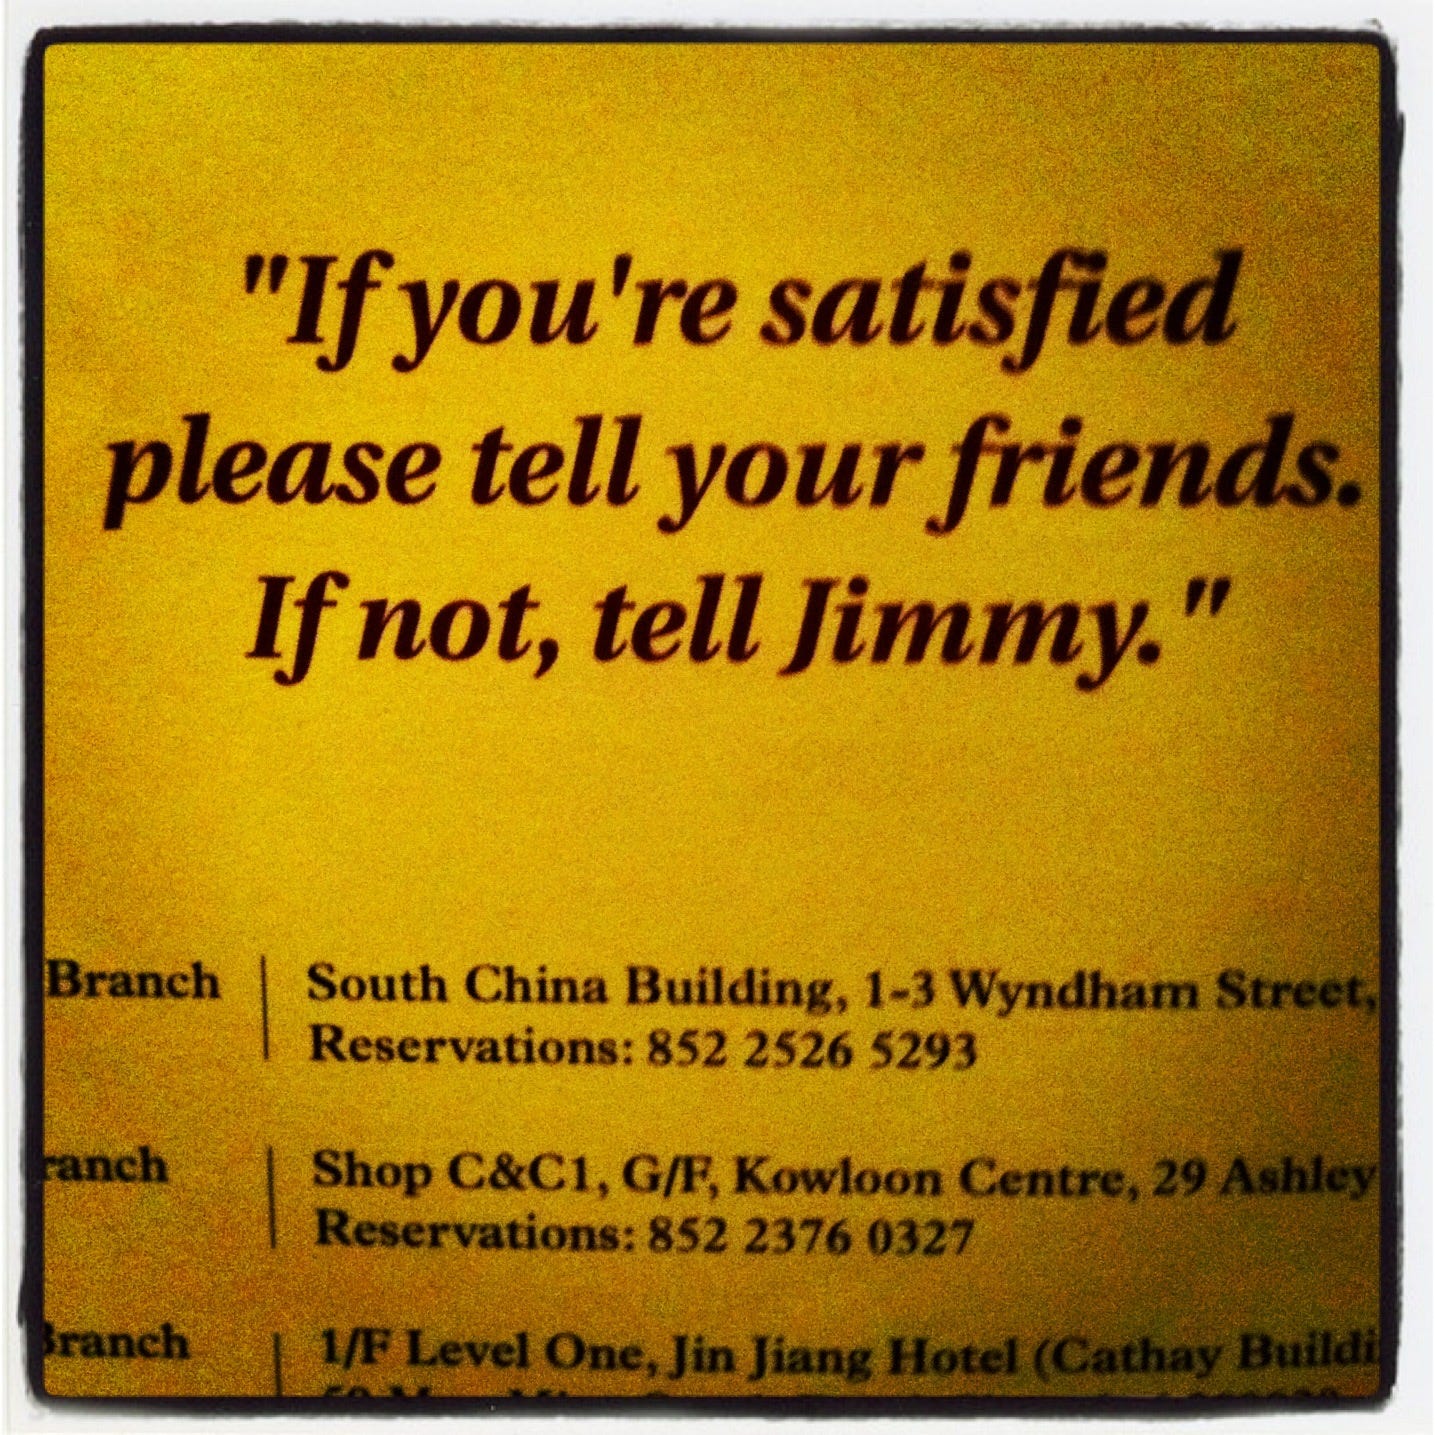 "If you're satisfied
please tell your friends.
If not, tell Jimmy."
Branch
South China Building, 1-3 Wyndham Street,
Reservations: 852 2526 5293
Branch
Shop C&C1, G/F, Kowloon Centre, 29 Ashley
Reservations: 852 2376 0327
Branch
1/F Level One, Jin Jiang Hotel (Cathay Buildi